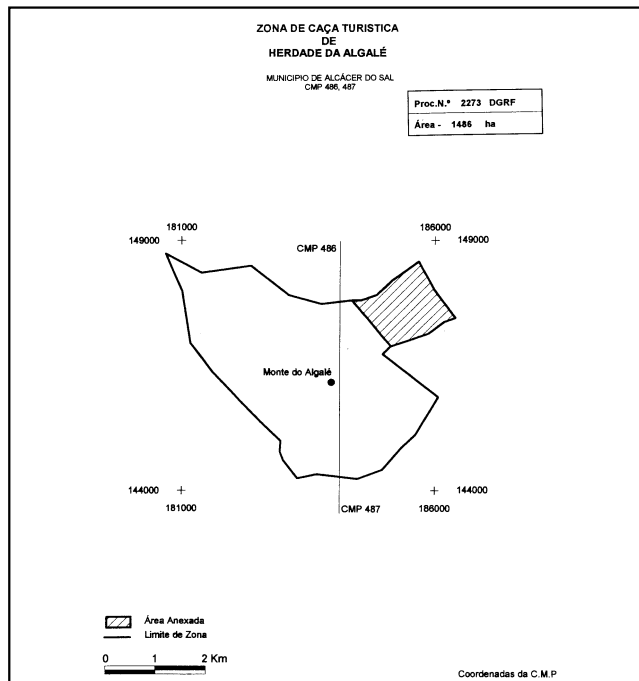 ZONA DE CAÇA TURISTICA
DE
HERDADE DA ALGALÉ
MUNICIPIO DE ALCÁCER DO SAL
CMP 486, 487
Proc.N.º 2273 DGRF
Área - 1486 ha
181000
186000
149000
CMP 486
149000
Monte do Algalé
144000
144000
181000
CMP 487
186000
Área Anexada
Limite de Zona
0 1 2 Km
Coordenadas da C.M.P